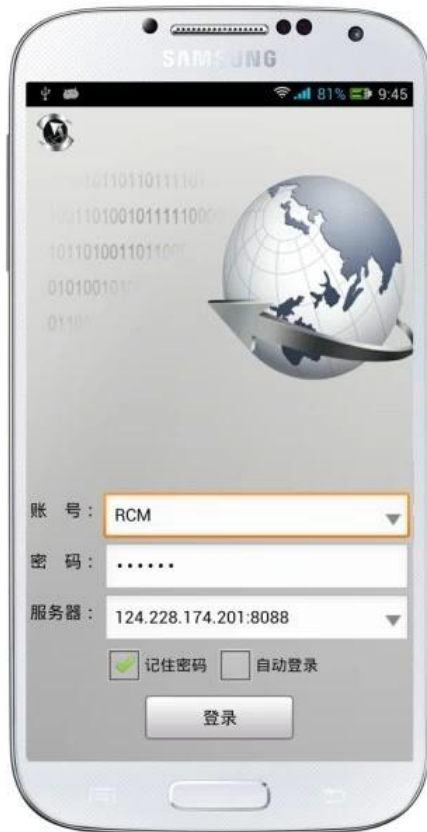 SAMSUNG
81% 9:45
1011010011011000
账 号： RCM
密 码： ······
服务器： 124.228.174.201:8088
记住密码 自动登录
登录